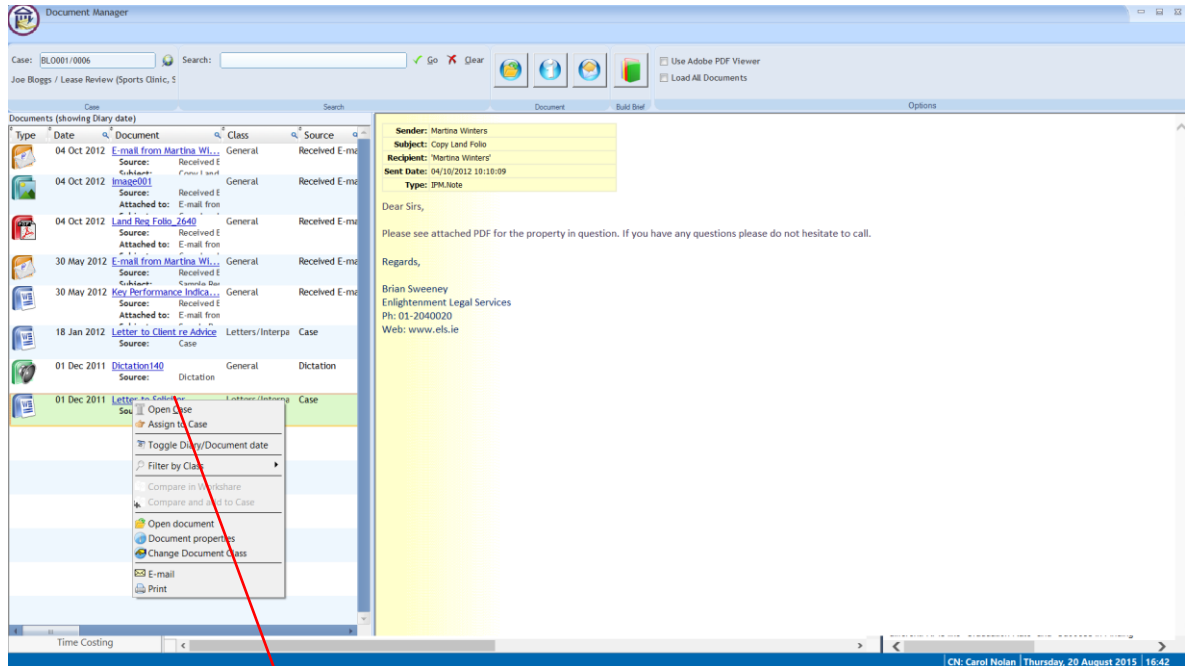 Document Manager
Case: BLO001/0006 Search: Go Clear
Joe Bloggs / Lease Review (Sports Clinic, S
Use Adobe PDF Viewer
Load All Documents
Case Search Document Build Brief Options
Documents (showing Diary date)
Type Date Document Class Source
04 Oct 2012 E-mail from Martina Wi... General Received E-ma
Source: Received E
Subject: Copy Land
04 Oct 2012 image001 General Received E-ma
Source: Received E
Attached to: E-mail from
04 Oct 2012 Land Reg Folio_2640 General Received E-ma
Source: Received E
Attached to: E-mail from
30 May 2012 E-mail from Martina Wi... General Received E-ma
Source: Received E
Subject: Sample Rep
30 May 2012 Key Performance Indica... General Received E-ma
Source: Received E
Attached to: E-mail from
18 Jan 2012 Letter to Client re Advice Letters/Interpa Case
Source: Case
01 Dec 2011 Dictation140 General Dictation
Source: Dictation
01 Dec 2011 Letter to Solicitor Letters/Interpa Case
Sou
Open Case
Assign to Case
Toggle Diary/Document date
Filter by Class
Compare in Workshare
Compare and add to Case
Open document
Document properties
Change Document Class
E-mail
Print
Sender: Martina Winters
Subject: Copy Land Folio
Recipient: 'Martina Winters'
Sent Date: 04/10/2012 10:10:09
Type: IPM.Note
Dear Sirs,
Please see attached PDF for the property in question. If you have any questions please do not hesitate to call.
Regards,
Brian Sweeney
Enlightenment Legal Services
Ph: 01-2040020
Web: www.els.ie
Time Costing
CN: Carol Nolan Thursday, 20 August 2015 16:42